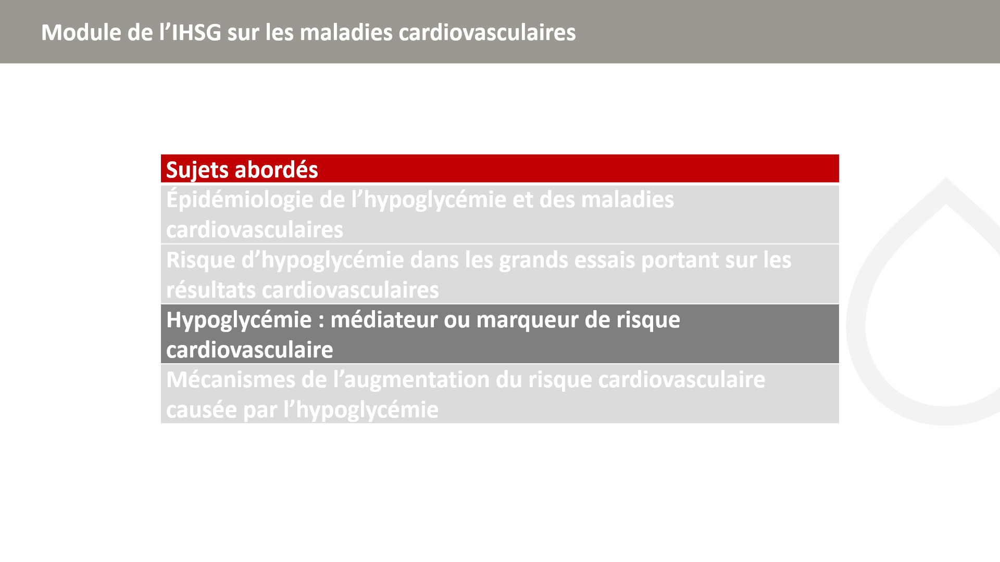 Module de l’IHSG sur les maladies cardiovasculaires
Sujets abordés
Épidémiologie de l’hypoglycémie et des maladies
cardiovasculaires
Risque d’hypoglycémie dans les grands essais portant sur les
résultats cardiovasculaires
Hypoglycémie : médiateur ou marqueur de risque
cardiovasculaire
Mécanismes de l’augmentation du risque cardiovasculaire
causée par l’hypoglycémie